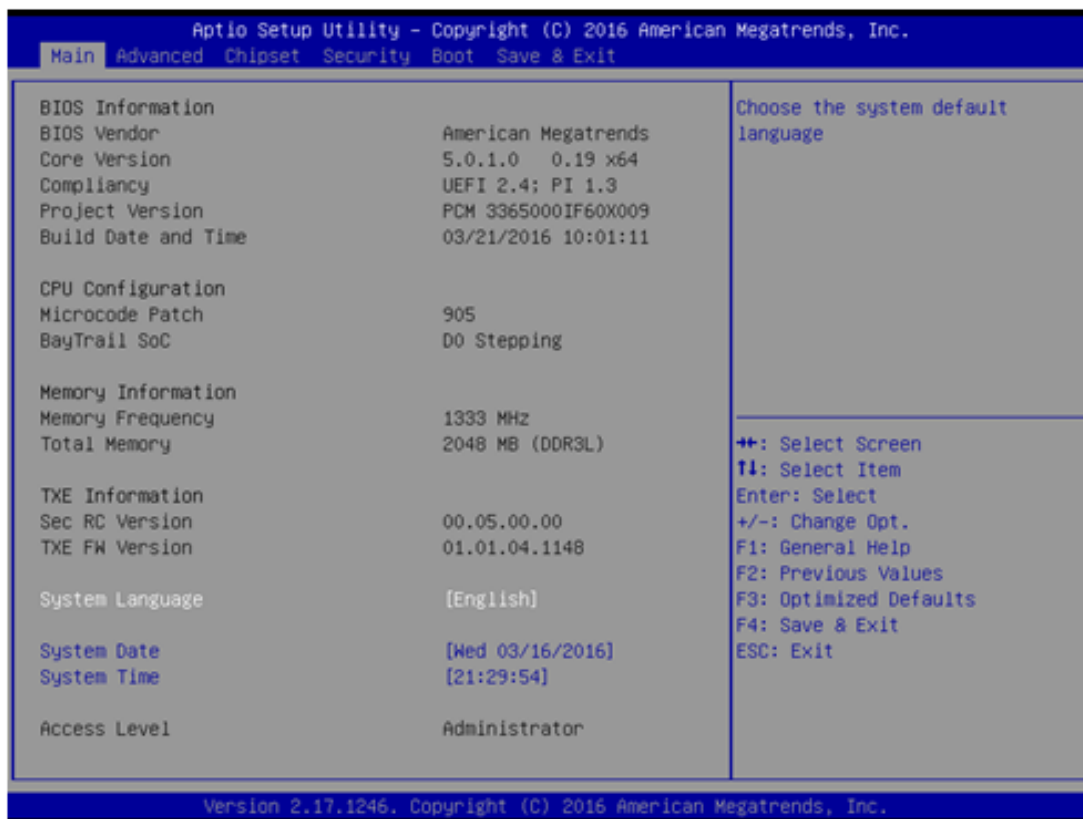 Aptio Setup Utility – Copyright (C) 2016 American Megatrends, Inc.
Main Advanced Chipset Security Boot Save & Exit
BIOS Information
BIOS Vendor American Megatrends
Core Version 5.0.1.0 0.19 x64
Compliancy UEFI 2.4; PI 1.3
Project Version PCM 3365000IF60X009
Build Date and Time 03/21/2016 10:01:11
CPU Configuration
Microcode Patch 905
BayTrail SoC D0 Stepping
Memory Information
Memory Frequency 1333 MHz
Total Memory 2048 MB (DDR3L)
TXE Information
Sec RC Version 00.05.00.00
TXE FW Version 01.01.04.1148
System Language [English]
System Date [Wed 03/16/2016]
System Time [21:29:54]
Access Level Administrator
Choose the system default
language
→←: Select Screen
↑↓: Select Item
Enter: Select
+/-: Change Opt.
F1: General Help
F2: Previous Values
F3: Optimized Defaults
F4: Save & Exit
ESC: Exit
Version 2.17.1246. Copyright (C) 2016 American Megatrends, Inc.